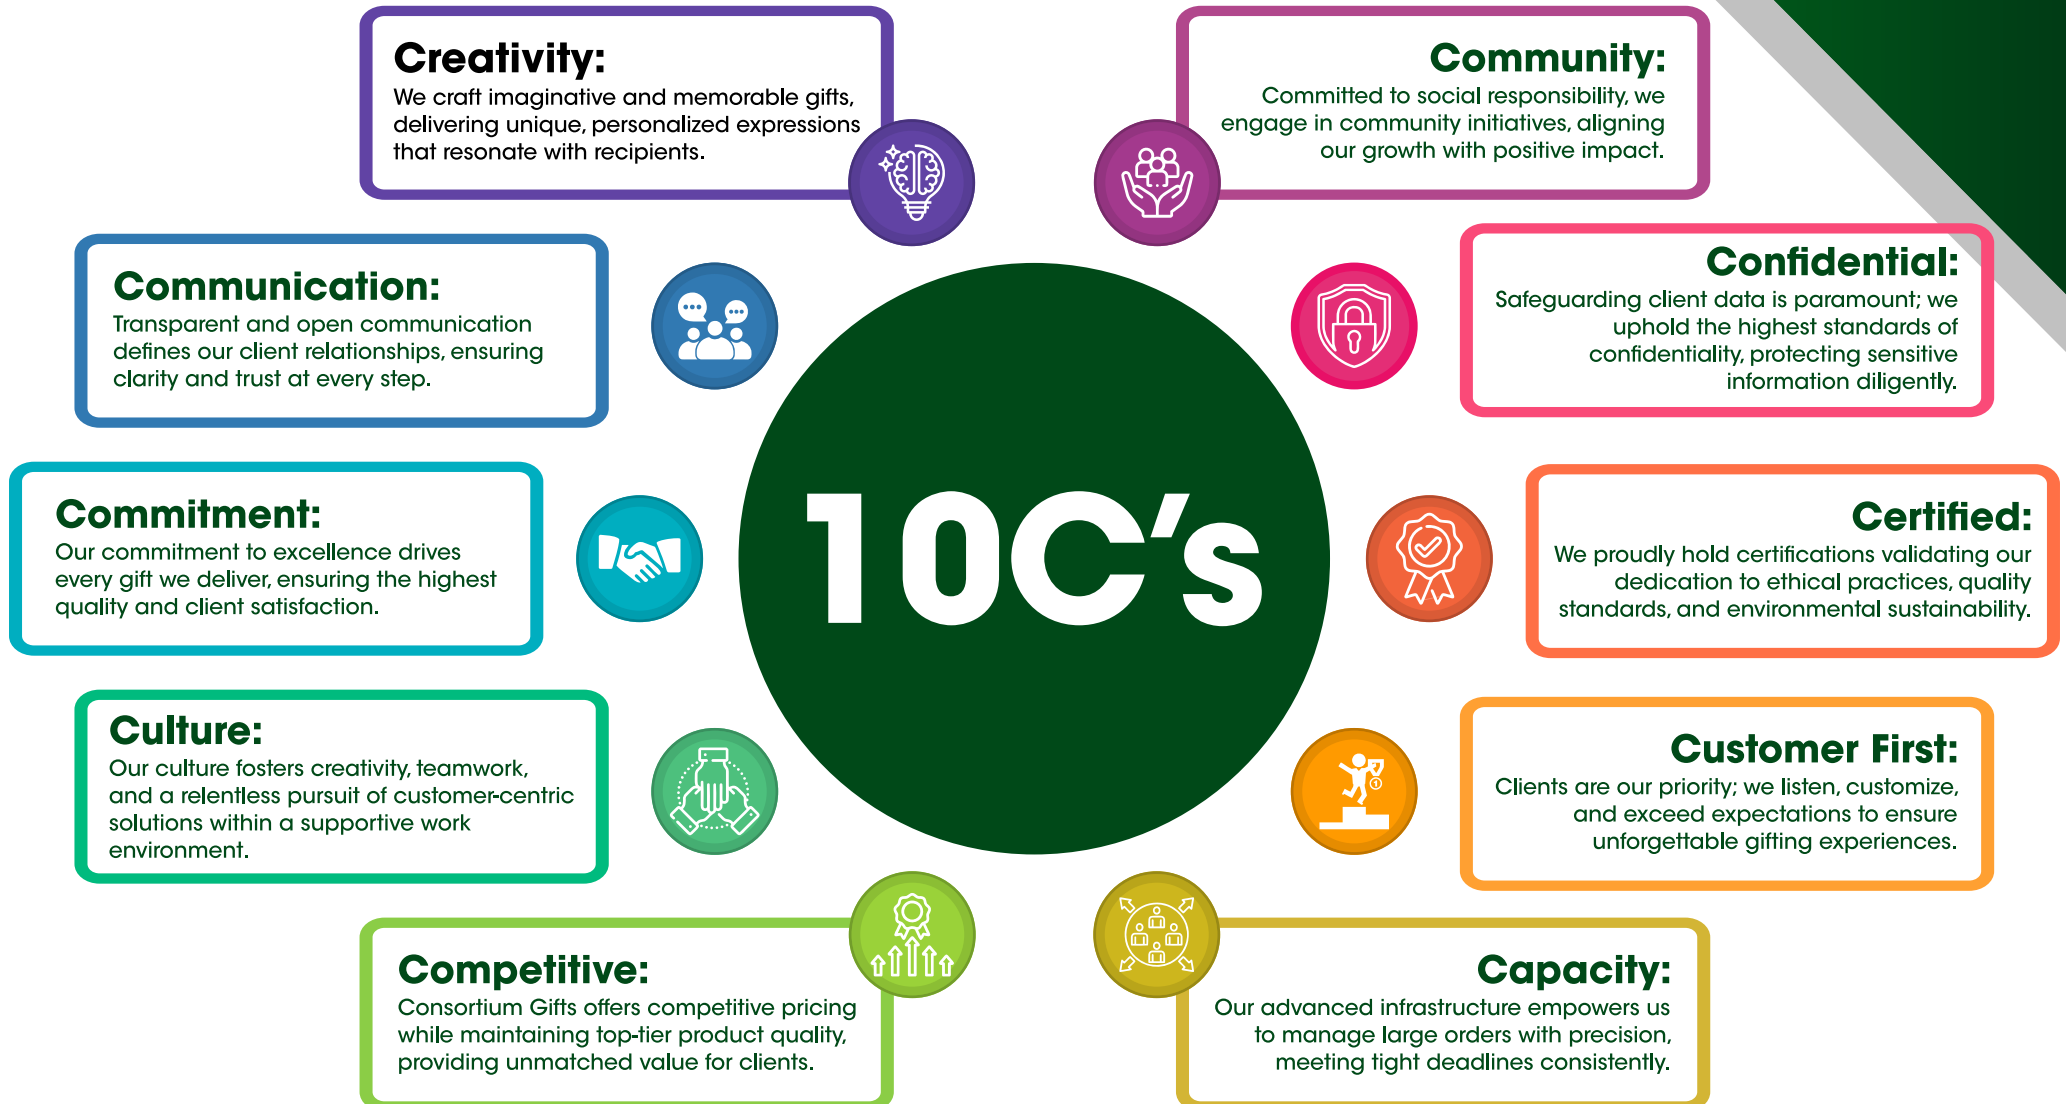 Creativity:
We craft imaginative and memorable gifts,
delivering unique, personalized expressions
that resonate with recipients.
Communication:
Transparent and open communication
defines our client relationships, ensuring
clarity and trust at every step.
Commitment:
Our commitment to excellence drives
every gift we deliver, ensuring the highest
quality and client satisfaction.
Culture:
Our culture fosters creativity, teamwork,
and a relentless pursuit of customer-centric
solutions within a supportive work
environment.
Competitive:
Consortium Gifts offers competitive pricing
while maintaining top-tier product quality,
providing unmatched value for clients.
10C's
Community:
Committed to social responsibility, we
engage in community initiatives, aligning
our growth with positive impact.
Confidential:
Safeguarding client data is paramount; we
uphold the highest standards of
confidentiality, protecting sensitive
information diligently.
Certified:
We proudly hold certifications validating our
dedication to ethical practices, quality
standards, and environmental sustainability.
Customer First:
Clients are our priority; we listen, customize,
and exceed expectations to ensure
unforgettable gifting experiences.
1
Capacity:
Our advanced infrastructure empowers us
to manage large orders with precision,
meeting tight deadlines consistently.